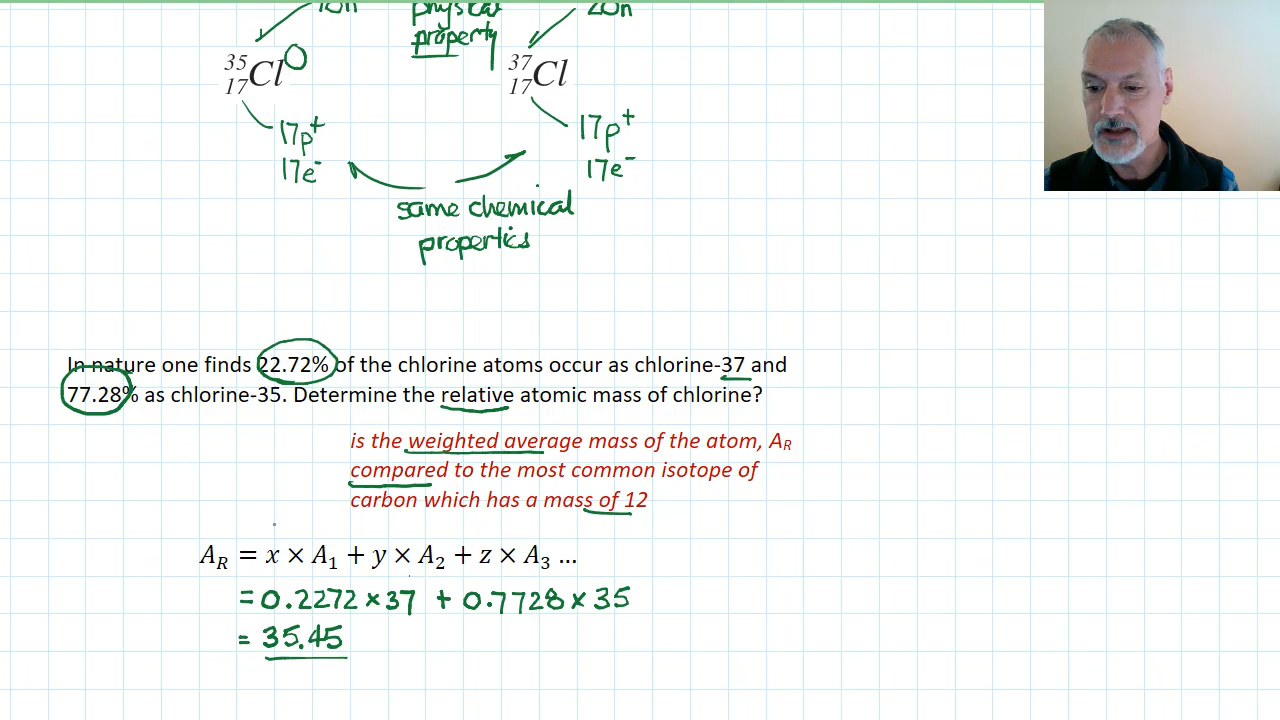 physical
20n
property
35
17Cl
37
17Cl
17p+
17e-
17p+
17e-
same chemical
properties
In nature one finds 22.72% of the chlorine atoms occur as chlorine-37 and
77.28% as chlorine-35. Determine the relative atomic mass of chlorine?
is the weighted average mass of the atom, AR
compared to the most common isotope of
carbon which has a mass of 12
AR = x × A1 + y × A2 + z × A3 ...
= 0.2272 × 37 + 0.7728 × 35
= 35.45